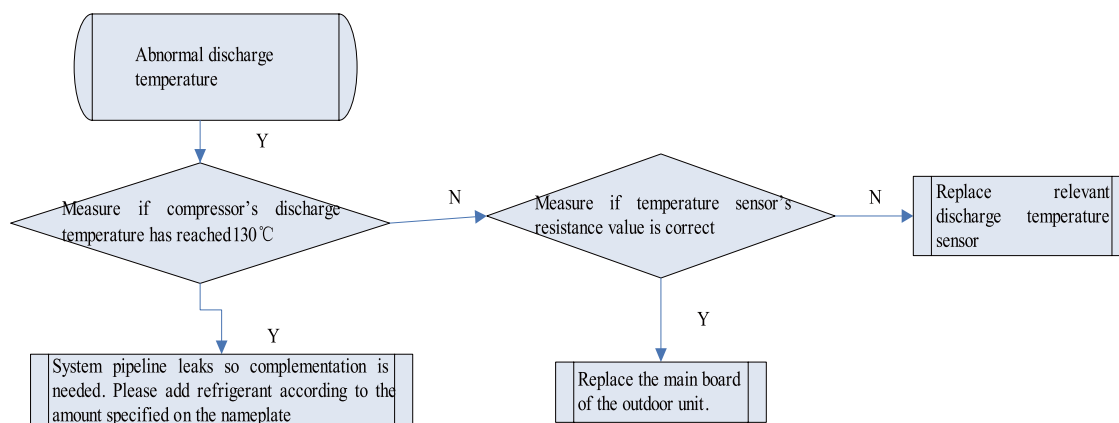 Abnormal discharge
temperature
Y
Measure if compressor's discharge
temperature has reached130℃
N
Measure if temperature sensor's
resistance value is correct
N
Replace relevant
discharge temperature
sensor
Y
System pipeline leaks so complementation is
needed. Please add refrigerant according to the
amount specified on the nameplate
Y
Replace the main board
of the outdoor unit.